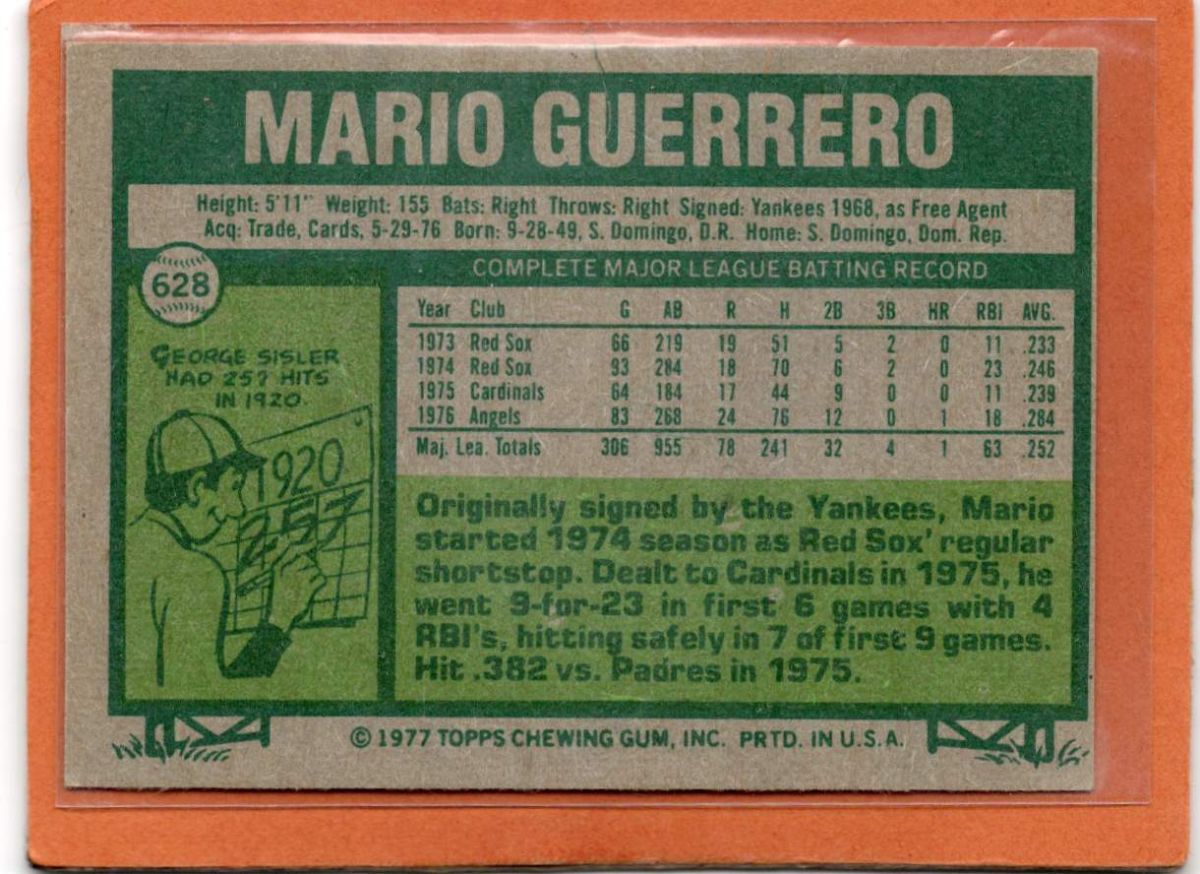 MARIO GUERRERO
Height: 5'11" Weight: 155 Bats: Right Throws: Right Signed: Yankees 1968, as Free Agent
Acq: Trade, Cards, 5-29-76 Born: 9-28-49, S. Domingo, D.R. Home: S. Domingo, Dom. Rep.
628
COMPLETE MAJOR LEAGUE BATTING RECORD
Year Club G AB R H 2B 3B HR RBI AVG.
1973 Red Sox 66 219 19 51 5 2 0 11 .233
1974 Red Sox 93 284 18 70 6 2 0 23 .246
1975 Cardinals 64 184 17 44 9 0 0 11 .239
1976 Angels 83 268 24 76 12 0 1 18 .284
Maj. Lea. Totals 306 955 78 241 32 4 1 63 .252
GEORGE SISLER
HAD 257 HITS
IN 1920.
1920
257
Originally signed by the Yankees, Mario
started 1974 season as Red Sox' regular
shortstop. Dealt to Cardinals in 1975, he
went 9-for-23 in first 6 games with 4
RBI's, hitting safely in 7 of first 9 games.
Hit .382 vs. Padres in 1975.
© 1977 TOPPS CHEWING GUM, INC. PRTD. IN U.S.A.